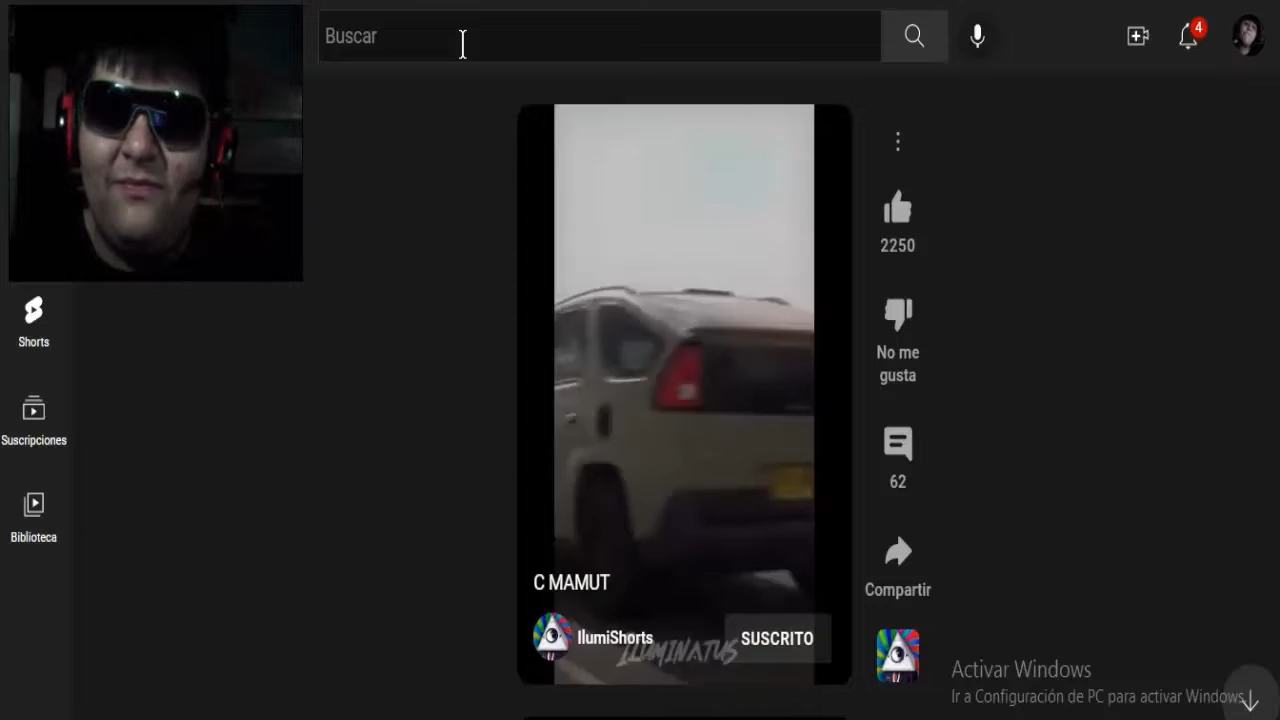 Buscar
4
2250
No me
gusta
62
Compartir
Shorts
Suscripciones
Biblioteca
C MAMUT
IlumiShorts
SUSCRITO
ILUMINATUS
Activar Windows
Ir a Configuración de PC para activar Windows.